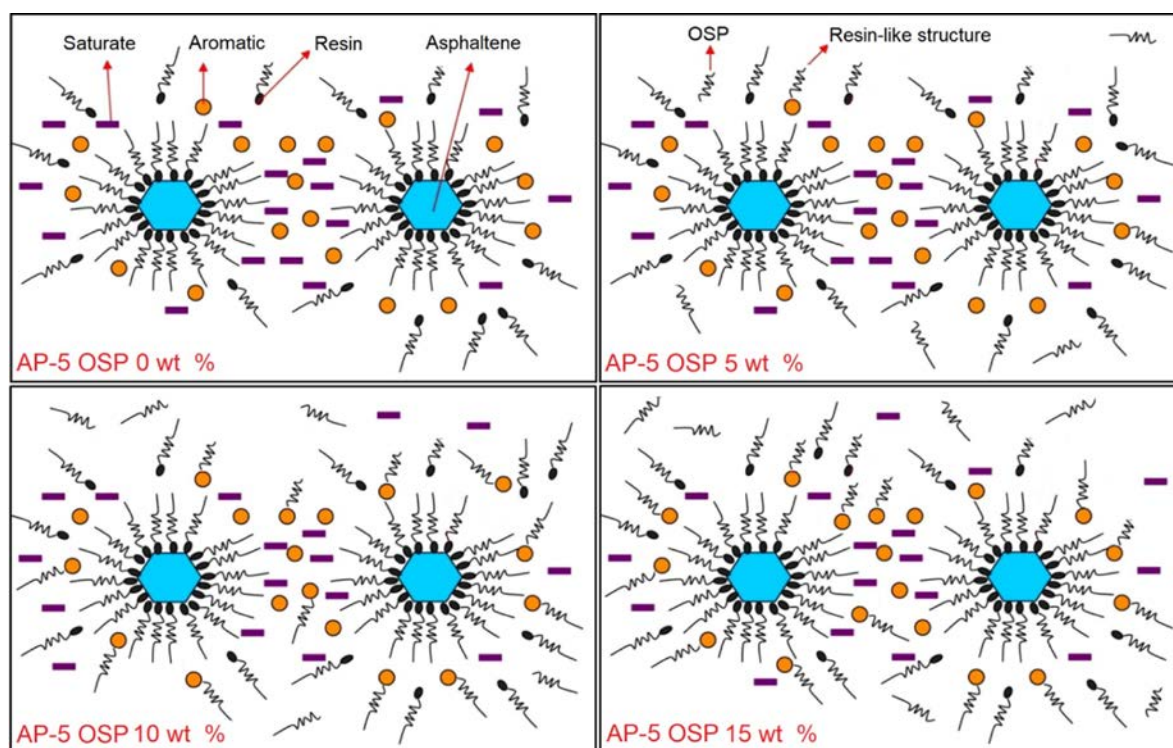 Saturate Aromatic Resin Asphaltene
AP-5 OSP 0 wt %
OSP Resin-like structure
AP-5 OSP 5 wt %
AP-5 OSP 10 wt %
AP-5 OSP 15 wt %